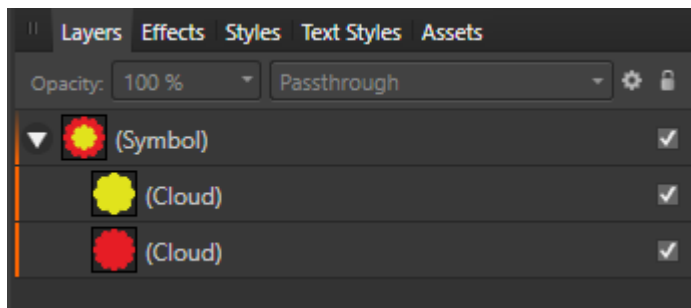 Layers Effects Styles Text Styles Assets
Opacity: 100 % Passthrough
(Symbol)
(Cloud)
(Cloud)